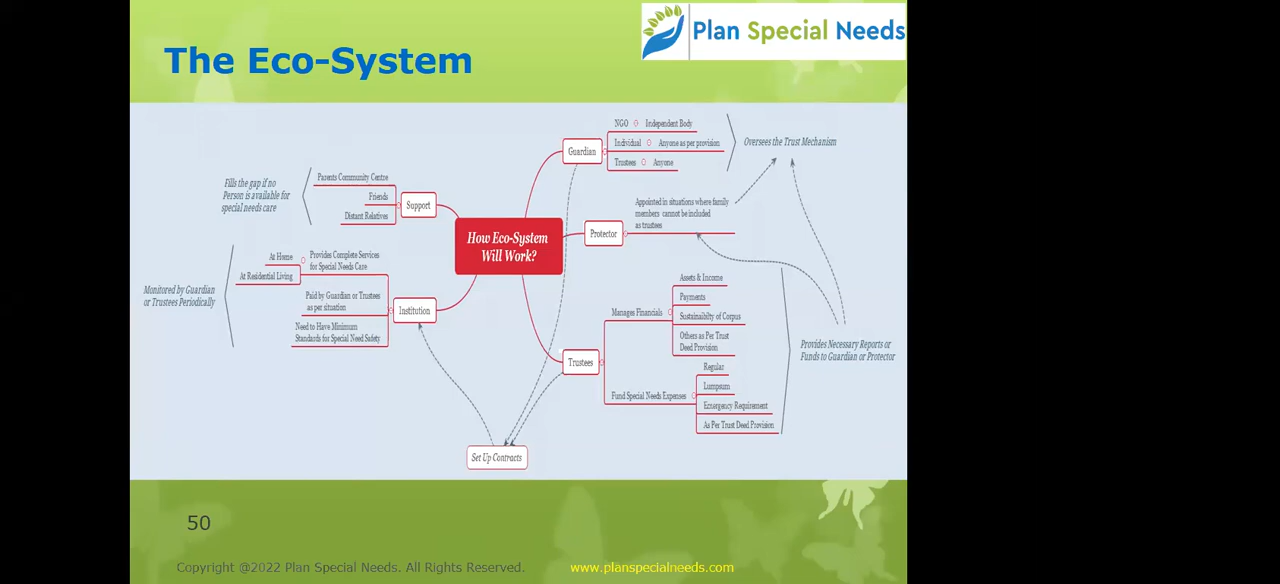 The Eco-System
Plan Special Needs
How Eco-System
Will Work?
Guardian
NGO
Independent Body
Individual
Anyone as per provision
Trustees
Anyone
Oversees the Trust Mechanism
Protector
Appointed in situations where family
members cannot be included
as trustees
Trustees
Manages Financials
Assets & Income
Payments
Sustainaibilty of Corpus
Others as Per Trust
Deed Provision
Fund Special Needs Expenses
Regular
Lumpsum
Emergency Requirement
As Per Trust Deed Provision
Provides Necessary Reports or
Funds to Guardian or Protector
Support
Parents Community Centre
Friends
Distant Relatives
Fills the gap if no
Person is available for
special needs care
Institution
Provides Complete Services
for Special Needs Care
At Home
At Residential Living
Paid by Guardian or Trustees
as per situation
Need to Have Minimum
Standards for Special Need Safety
Monitored by Guardian
or Trustees Periodically
Set Up Contracts
50
Copyright @2022 Plan Special Needs. All Rights Reserved.
www.planspecialneeds.com